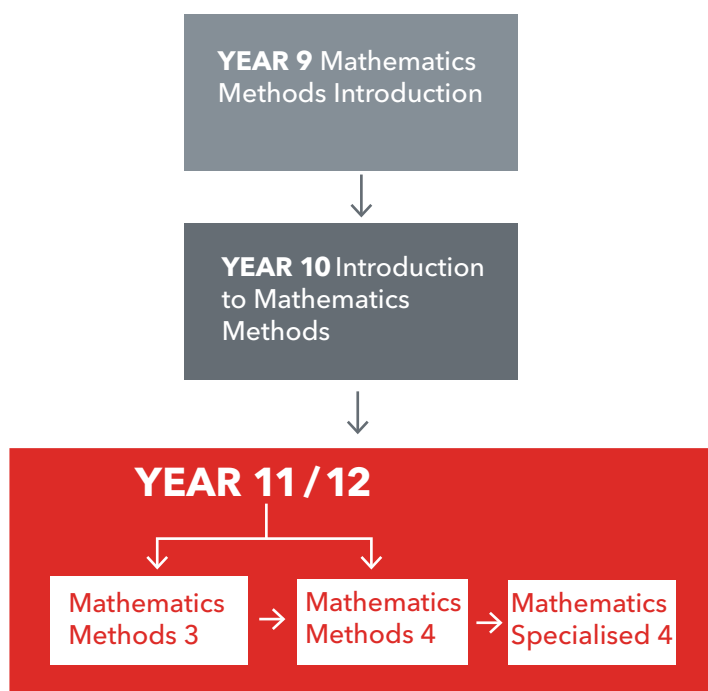 YEAR 9 Mathematics
Methods Introduction
YEAR 10 Introduction
to Mathematics
Methods
YEAR 11 / 12
Mathematics
Methods 3
Mathematics
Methods 4
Mathematics
Specialised 4